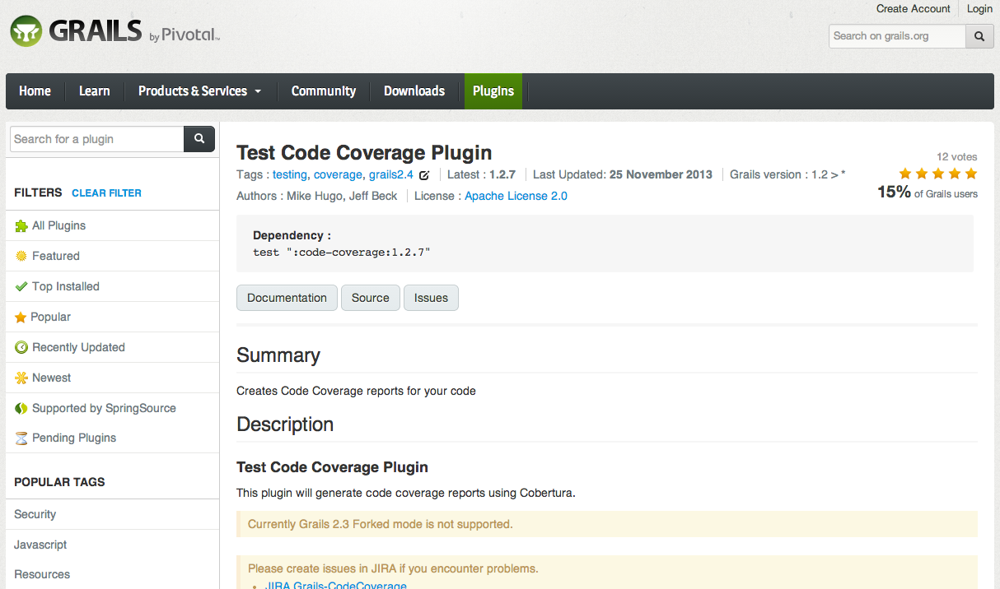 Create Account
Login
GRAILS by Pivotal™
Search on grails.org
Home
Learn
Products & Services
Community
Downloads
Plugins
Search for a plugin
FILTERS CLEAR FILTER
All Plugins
Featured
Top Installed
Popular
Recently Updated
Newest
Supported by SpringSource
Pending Plugins
POPULAR TAGS
Security
Javascript
Resources
Test Code Coverage Plugin
12 votes
Tags : testing, coverage, grails2.4
Latest : 1.2.7
Last Updated: 25 November 2013
Grails version : 1.2 > *
15% of Grails users
Authors : Mike Hugo, Jeff Beck
License : Apache License 2.0
Dependency :
test ":code-coverage:1.2.7"
Documentation
Source
Issues
Summary
Creates Code Coverage reports for your code
Description
Test Code Coverage Plugin
This plugin will generate code coverage reports using Cobertura.
Currently Grails 2.3 Forked mode is not supported.
Please create issues in JIRA if you encounter problems.
• JIRA Grails-CodeCoverage